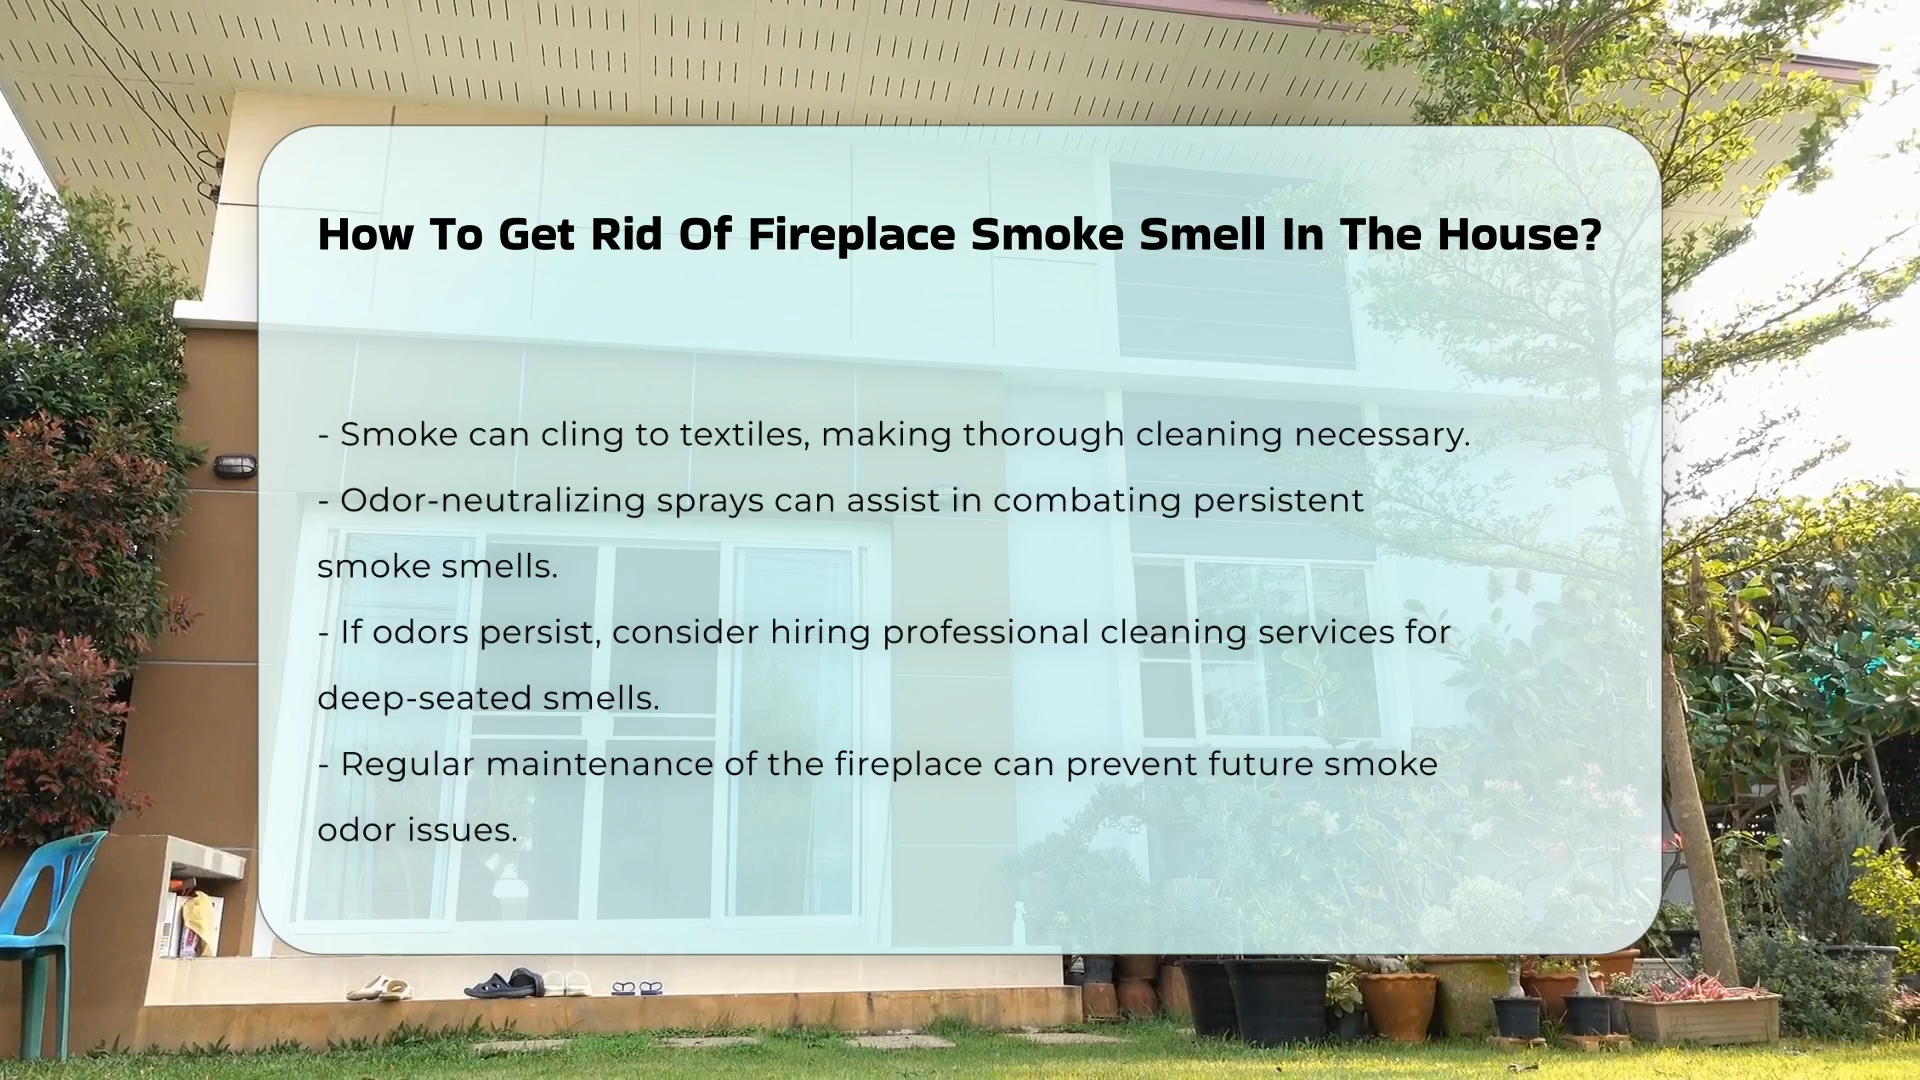 How To Get Rid Of Fireplace Smoke Smell In The House?
- Smoke can cling to textiles, making thorough cleaning necessary.
- Odor-neutralizing sprays can assist in combating persistent
smoke smells.
- If odors persist, consider hiring professional cleaning services for
deep-seated smells.
- Regular maintenance of the fireplace can prevent future smoke
odor issues.